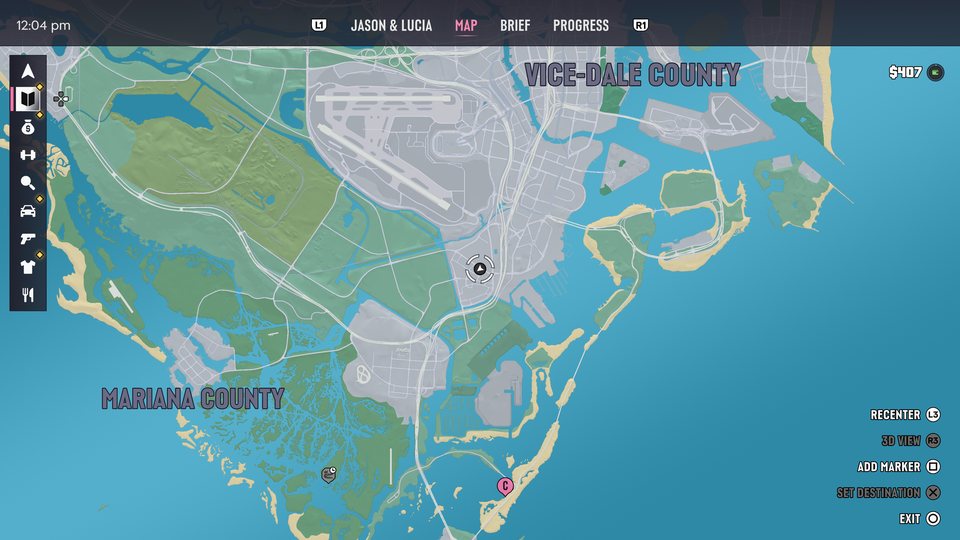 12:04 pm
L1 JASON & LUCIA MAP BRIEF PROGRESS R1
VICE-DALE COUNTY
$407
MARIANA COUNTY
C
RECENTER L3
3D VIEW R3
ADD MARKER
SET DESTINATION
EXIT